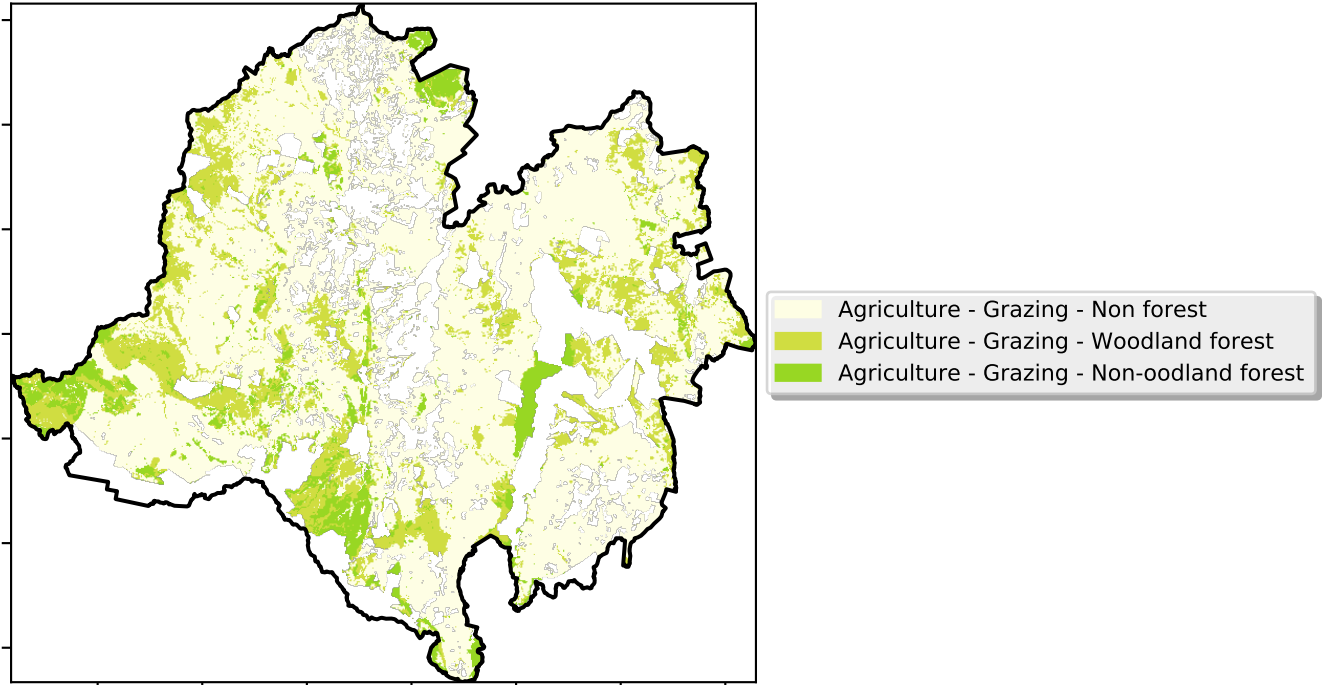 Agriculture - Grazing - Non forest
Agriculture - Grazing - Woodland forest
Agriculture - Grazing - Non-oodland forest